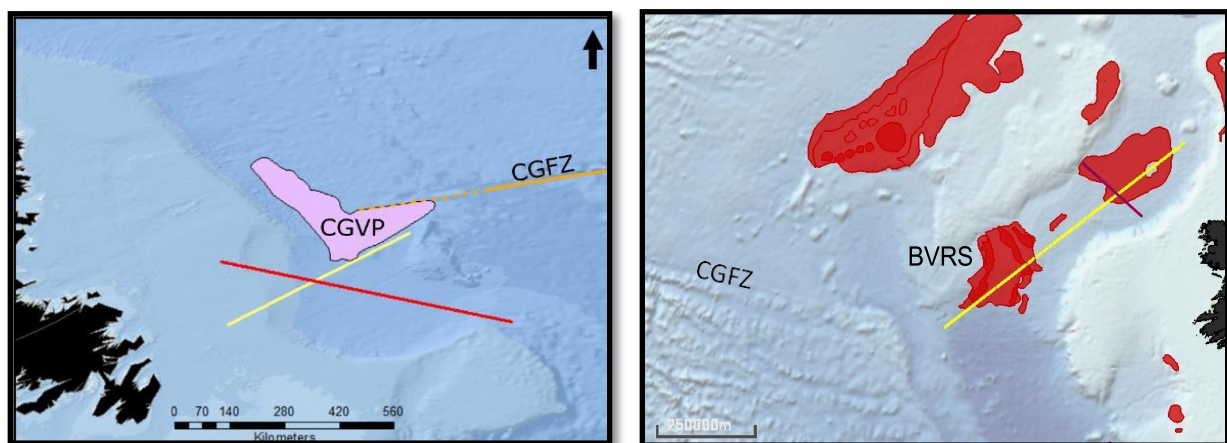 CGFZ
CGVP
0 70 140 280 420 560
Kilometers
BVRS
CGFZ
250000m